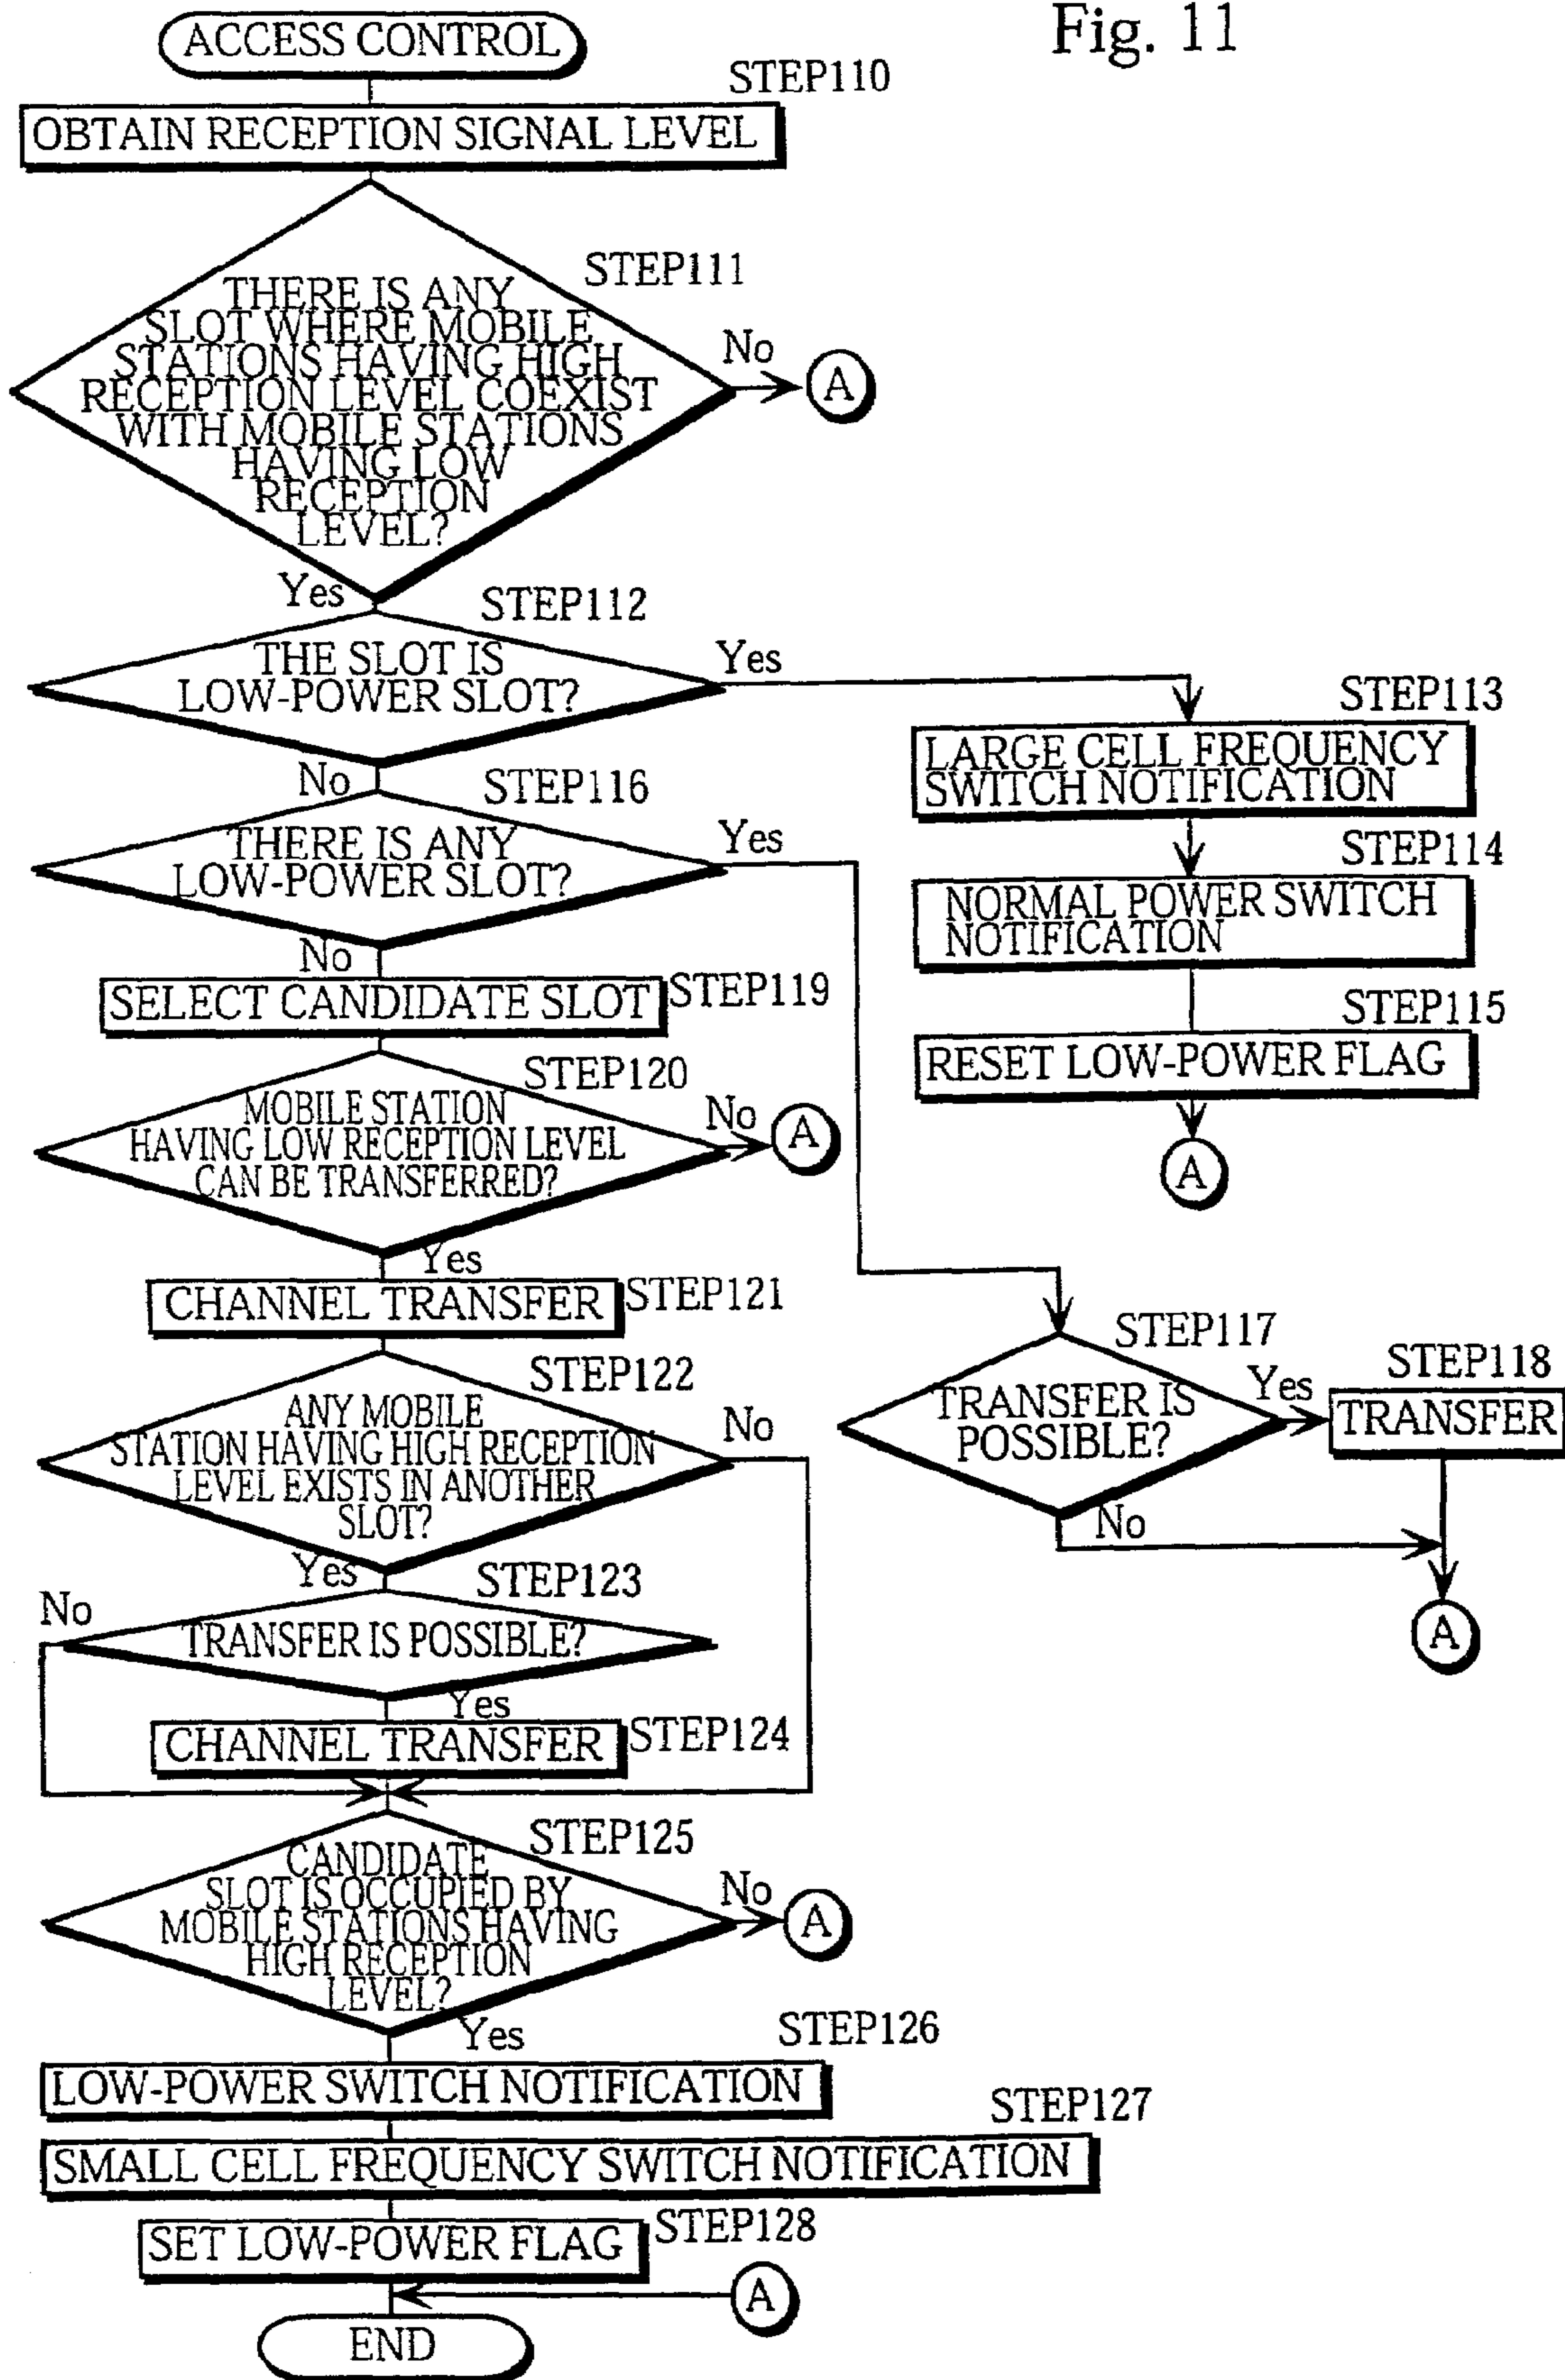 Fig. 11
ACCESS CONTROL
STEP110
OBTAIN RECEPTION SIGNAL LEVEL
STEP111
THERE IS ANY
SLOT WHERE MOBILE
STATIONS HAVING HIGH
RECEPTION LEVEL COEXIST
WITH MOBILE STATIONS
HAVING LOW
RECEPTION
LEVEL?
No
A
Yes
STEP112
THE SLOT IS
LOW-POWER SLOT?
Yes
STEP113
LARGE CELL FREQUENCY
SWITCH NOTIFICATION
STEP114
NORMAL POWER SWITCH
NOTIFICATION
STEP115
RESET LOW-POWER FLAG
A
No
STEP116
THERE IS ANY
LOW-POWER SLOT?
Yes
STEP117
TRANSFER IS
POSSIBLE?
Yes
STEP118
TRANSFER
No
A
No
SELECT CANDIDATE SLOT
STEP119
STEP120
MOBILE STATION
HAVING LOW RECEPTION LEVEL
CAN BE TRANSFERRED?
No
A
Yes
CHANNEL TRANSFER
STEP121
STEP122
ANY MOBILE
STATION HAVING HIGH RECEPTION
LEVEL EXISTS IN ANOTHER
SLOT?
No
Yes
STEP123
No
TRANSFER IS POSSIBLE?
Yes
CHANNEL TRANSFER
STEP124
STEP125
CANDIDATE
SLOT IS OCCUPIED BY
MOBILE STATIONS HAVING
HIGH RECEPTION
LEVEL?
No
A
Yes
STEP126
LOW-POWER SWITCH NOTIFICATION
STEP127
SMALL CELL FREQUENCY SWITCH NOTIFICATION
STEP128
SET LOW-POWER FLAG
A
END